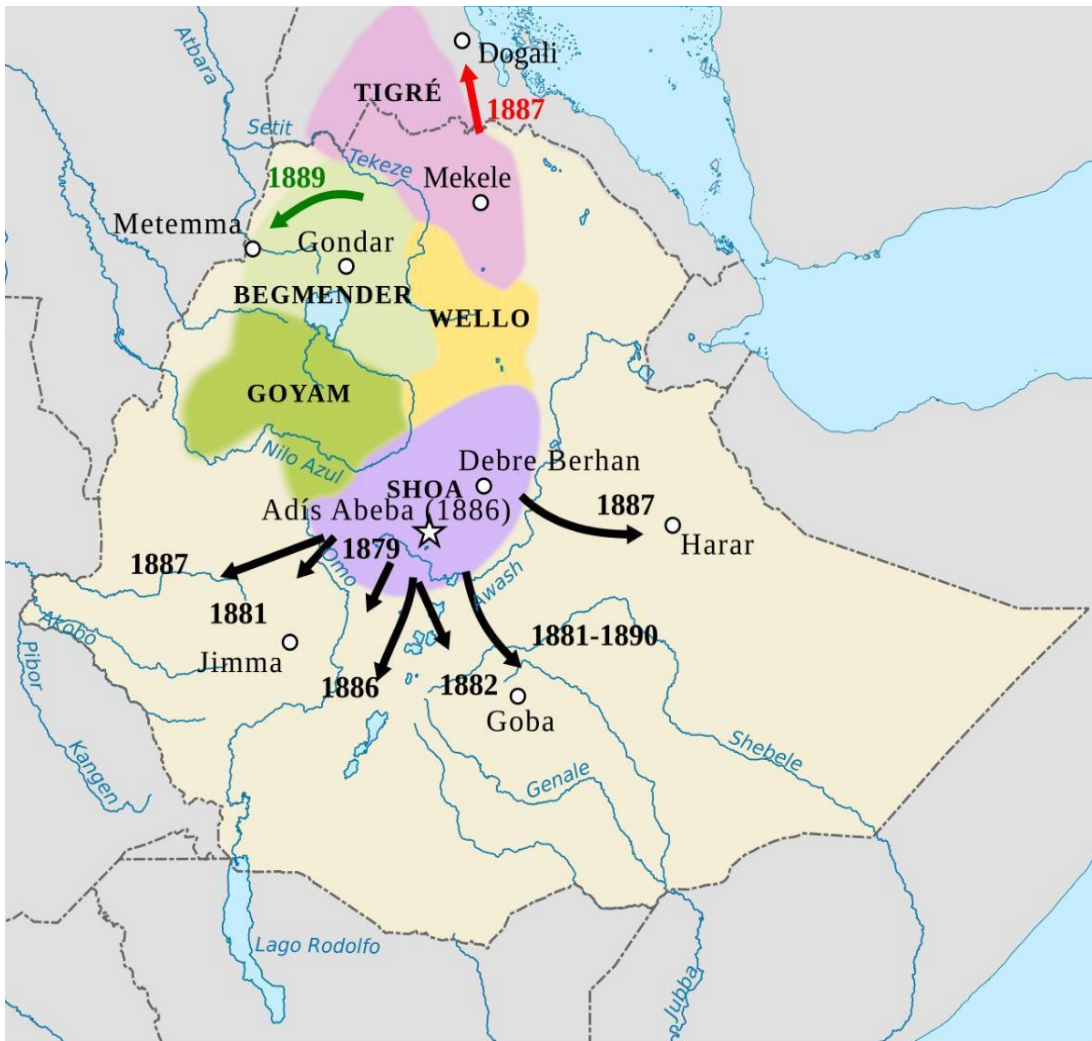 Atbara
Dogali
TIGRÉ
1887
Setit
Tekeze
1889
Mekele
Metemma
Gondar
BEGMENDER
WELLO
GOYAM
Nilo Azul
Debre Berhan
SHOA
Adís Abeba (1886)
1887
Harar
1879
1887
Omo
Awash
1881
Akobo
Pibor
Jimma
1881-1890
1886
1882
Goba
Shebele
Kangen
Genale
Lago Rodolfo
Jubba